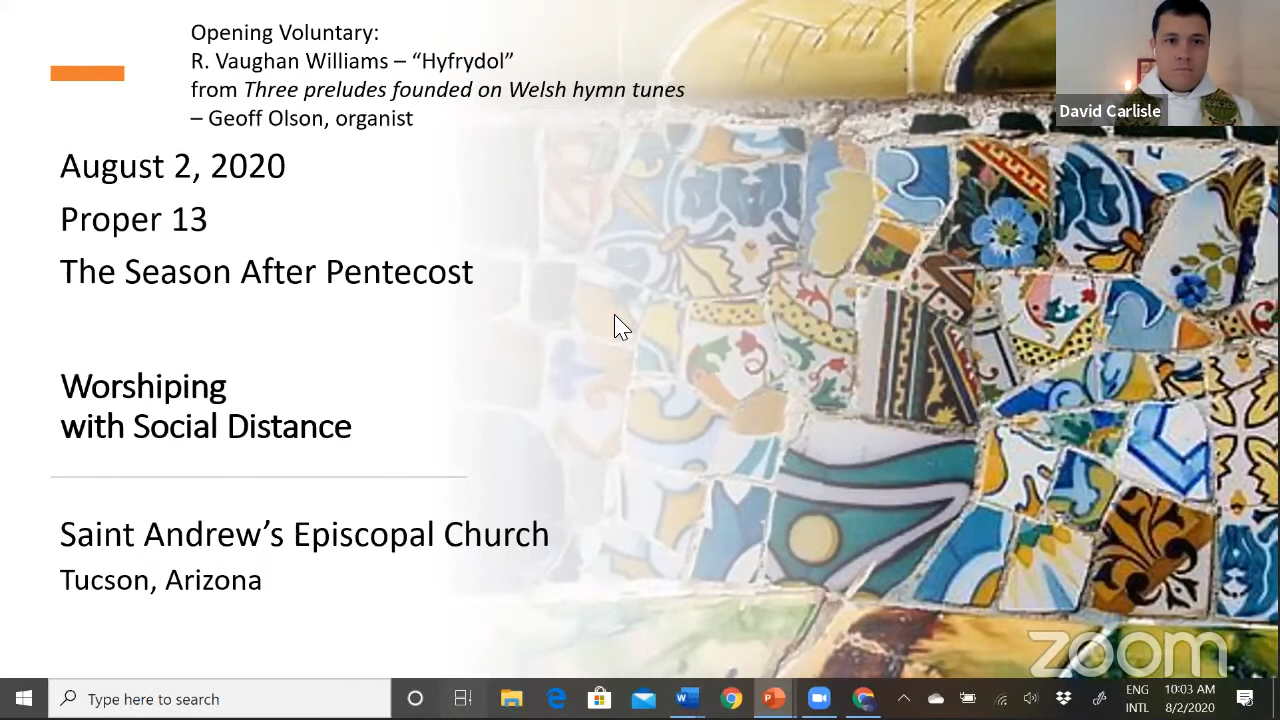 Opening Voluntary:
R. Vaughan Williams – “Hyfrydol”
from Three preludes founded on Welsh hymn tunes
– Geoff Olson, organist
David Carlisle
August 2, 2020
Proper 13
The Season After Pentecost
Worshiping
with Social Distance
Saint Andrew’s Episcopal Church
Tucson, Arizona
zoom
Type here to search
ENG
INTL
10:03 AM
8/2/2020